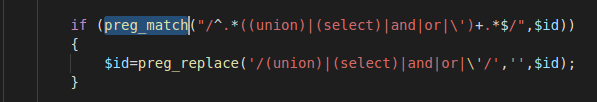 if (preg_match("/^.*((union)|(select)|and|or|\')+.*$/",$id))
{
$id=preg_replace('/(union)|(select)|and|or|\'/','',$id);
}